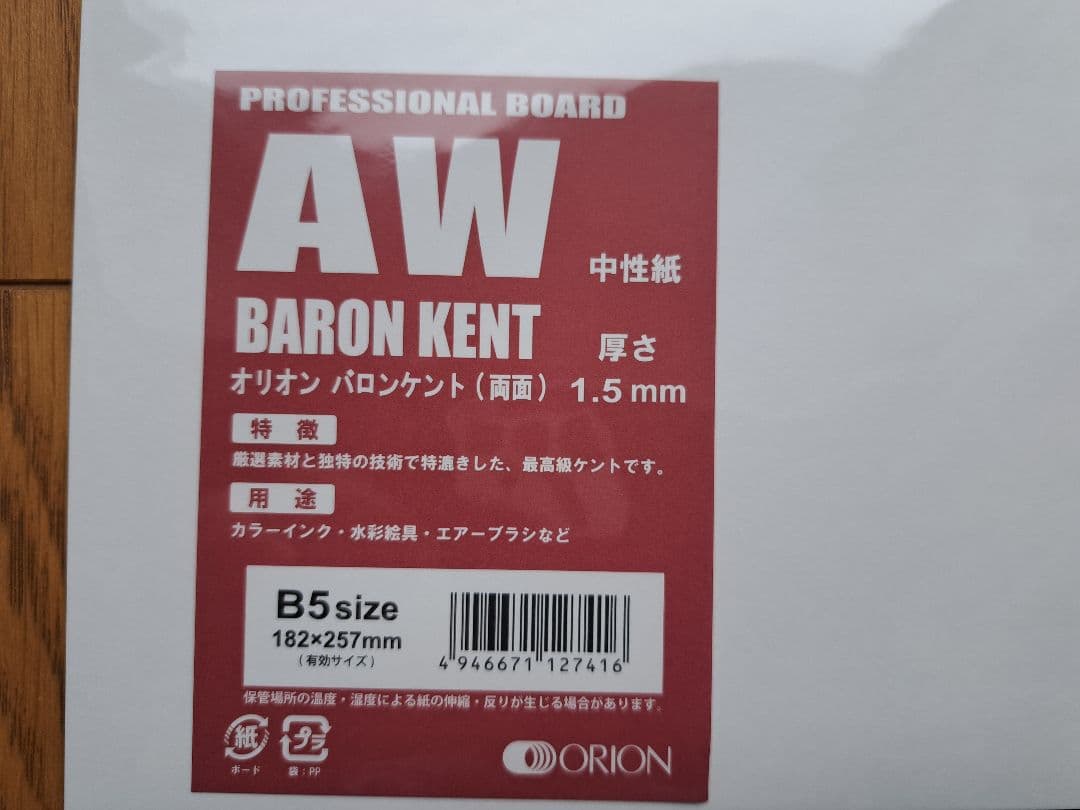 PROFESSIONAL BOARD
AW
中性紙
BARON KENT
厚さ
オリオン バロンケント(両面) 1.5mm
特 徴
厳選素材と独特の技術で特漉きした、最高級ケントです。
用 途
カラーインク・水彩絵具・エアーブラシなど
B5size
182×257mm
(有効サイズ)
4 946671 127416
保管場所の温度・湿度による紙の伸縮・反りが生じる場合があります。
紙
ボード
プラ
袋:PP
ORION